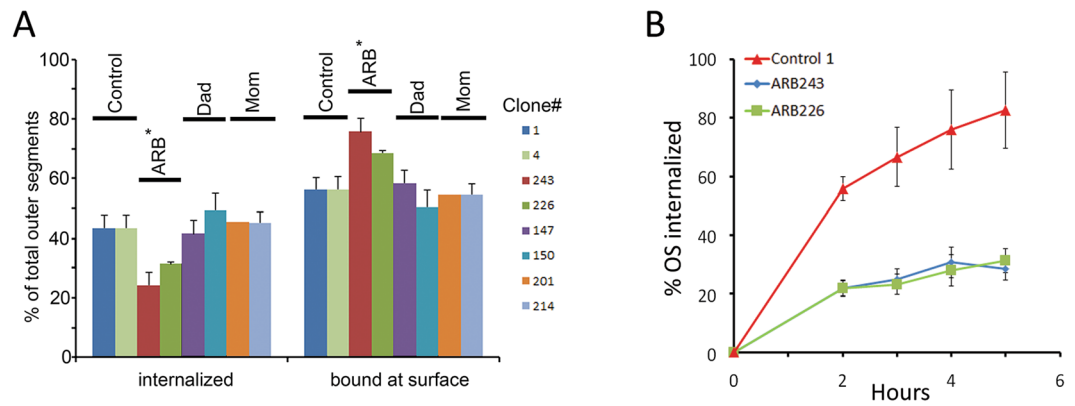 A
% of total outer segments
100
80
60
40
20
0
Control
*
ARB
Dad
Mom
Control
*
ARB
Dad
Mom
internalized
bound at surface
Clone#
1
4
243
226
147
150
201
214
B
% OS internalized
100
80
60
40
20
0
Control 1
ARB243
ARB226
0
2
4
6
Hours